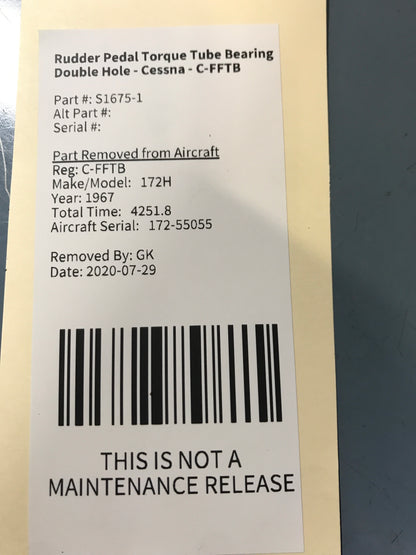 Rudder Pedal Torque Tube Bearing
Double Hole - Cessna - C-FFTB
Part #: S1675-1
Alt Part #:
Serial #:
Part Removed from Aircraft
Reg: C-FFTB
Make/Model: 172H
Year: 1967
Total Time: 4251.8
Aircraft Serial: 172-55055
Removed By: GK
Date: 2020-07-29
THIS IS NOT A
MAINTENANCE RELEASE